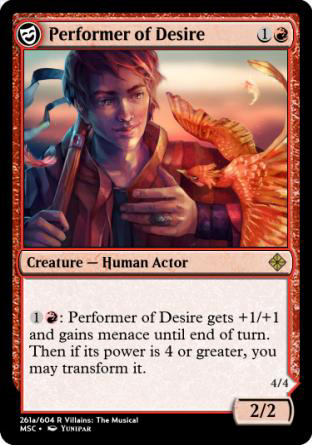 Performer of Desire 1R
Creature — Human Actor
1R: Performer of Desire gets +1/+1
and gains menace until end of turn.
Then if its power is 4 or greater, you
may transform it.
4/4
2/2
261a/604 R Villains: The Musical
MSC • Yunipar